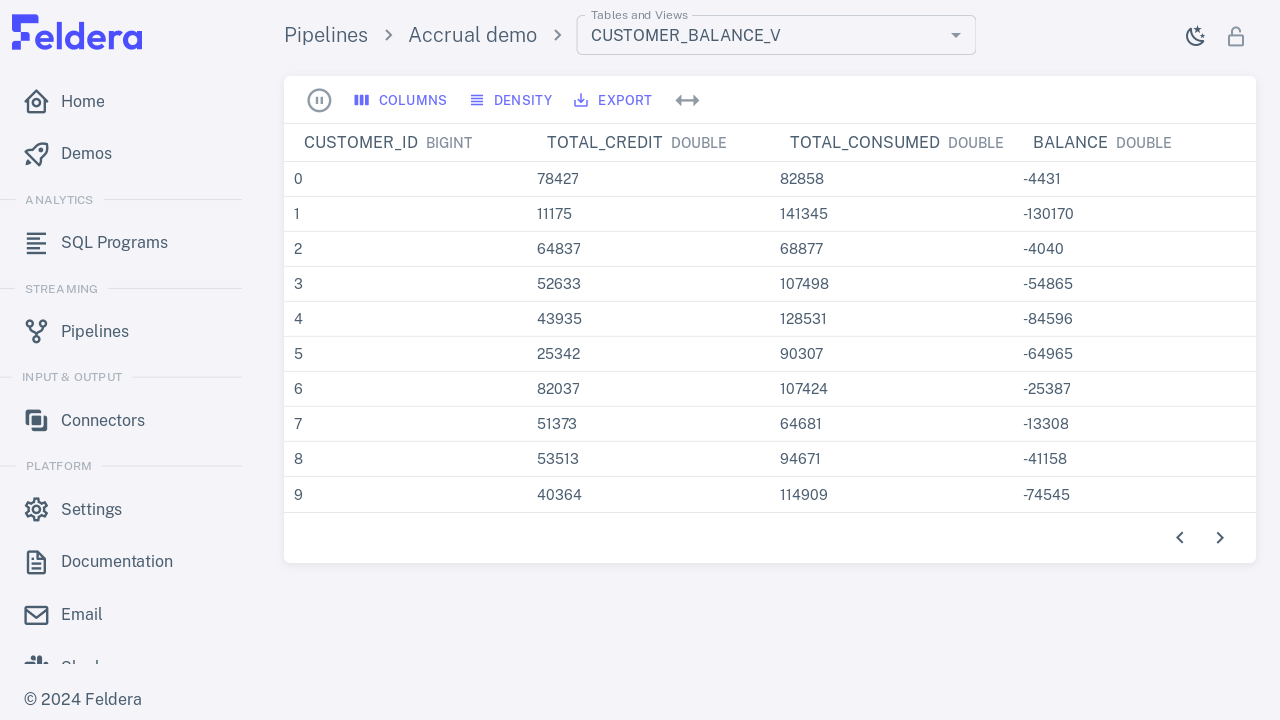 Feldera
Home
Demos
ANALYTICS
SQL Programs
STREAMING
Pipelines
INPUT & OUTPUT
Connectors
PLATFORM
Settings
Documentation
Email
© 2024 Feldera
Pipelines > Accrual demo >
Tables and Views
CUSTOMER_BALANCE_V
COLUMNS DENSITY EXPORT
CUSTOMER_ID BIGINT TOTAL_CREDIT DOUBLE TOTAL_CONSUMED DOUBLE BALANCE DOUBLE
0 78427 82858 -4431
1 11175 141345 -130170
2 64837 68877 -4040
3 52633 107498 -54865
4 43935 128531 -84596
5 25342 90307 -64965
6 82037 107424 -25387
7 51373 64681 -13308
8 53513 94671 -41158
9 40364 114909 -74545